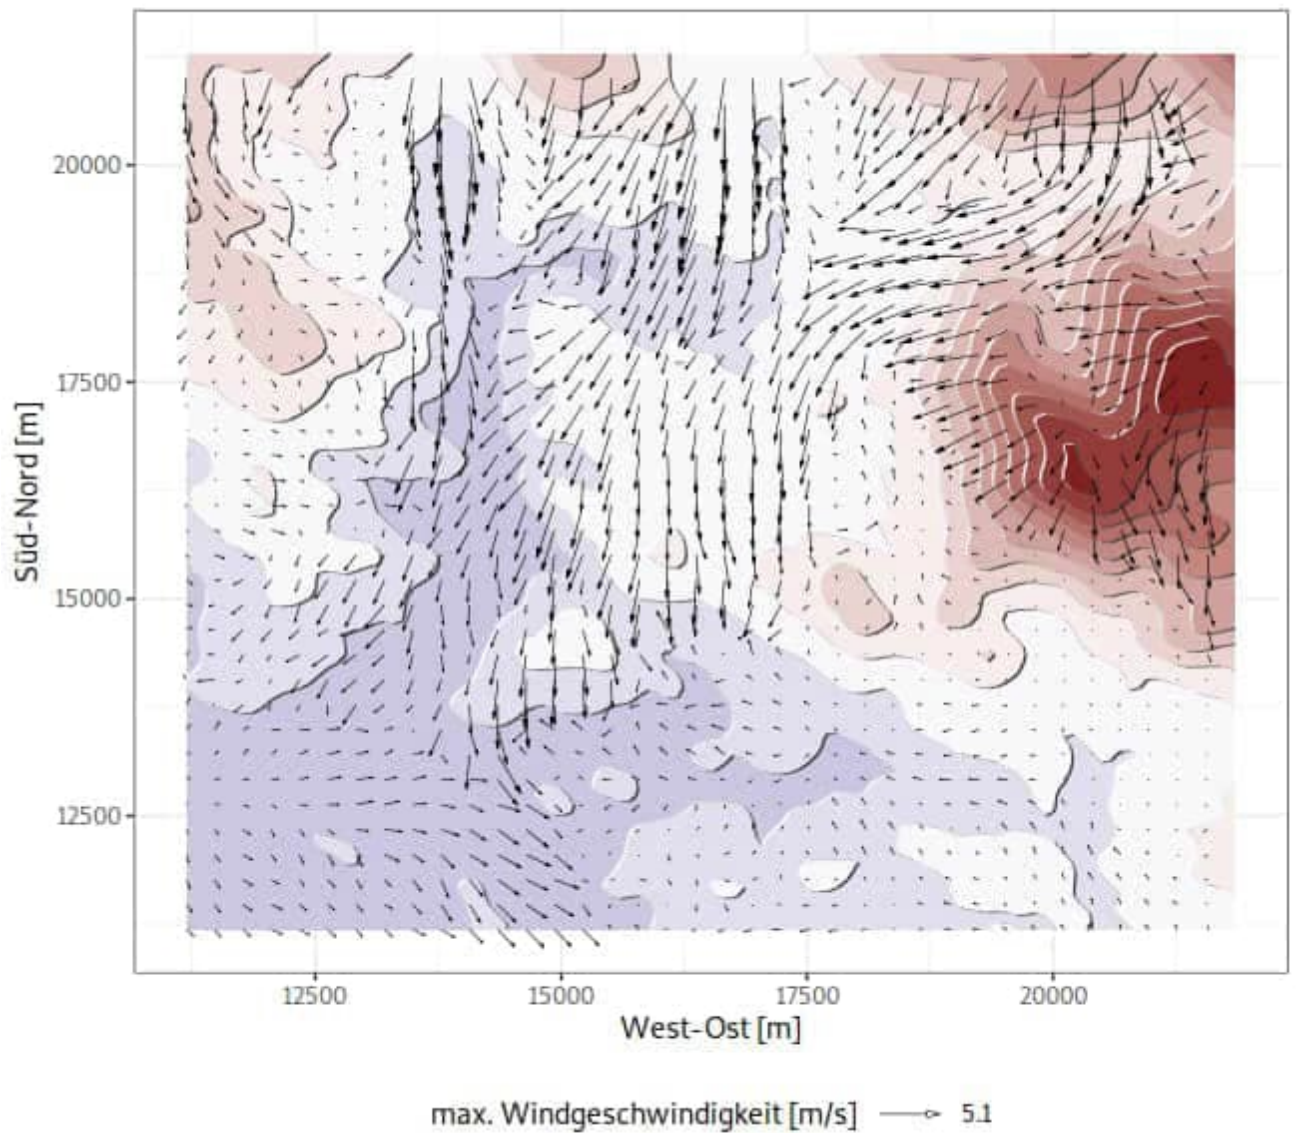 20000
17500
15000
12500
Süd-Nord [m]
12500 15000 17500 20000
West-Ost [m]
max. Windgeschwindigkeit [m/s] 5.1